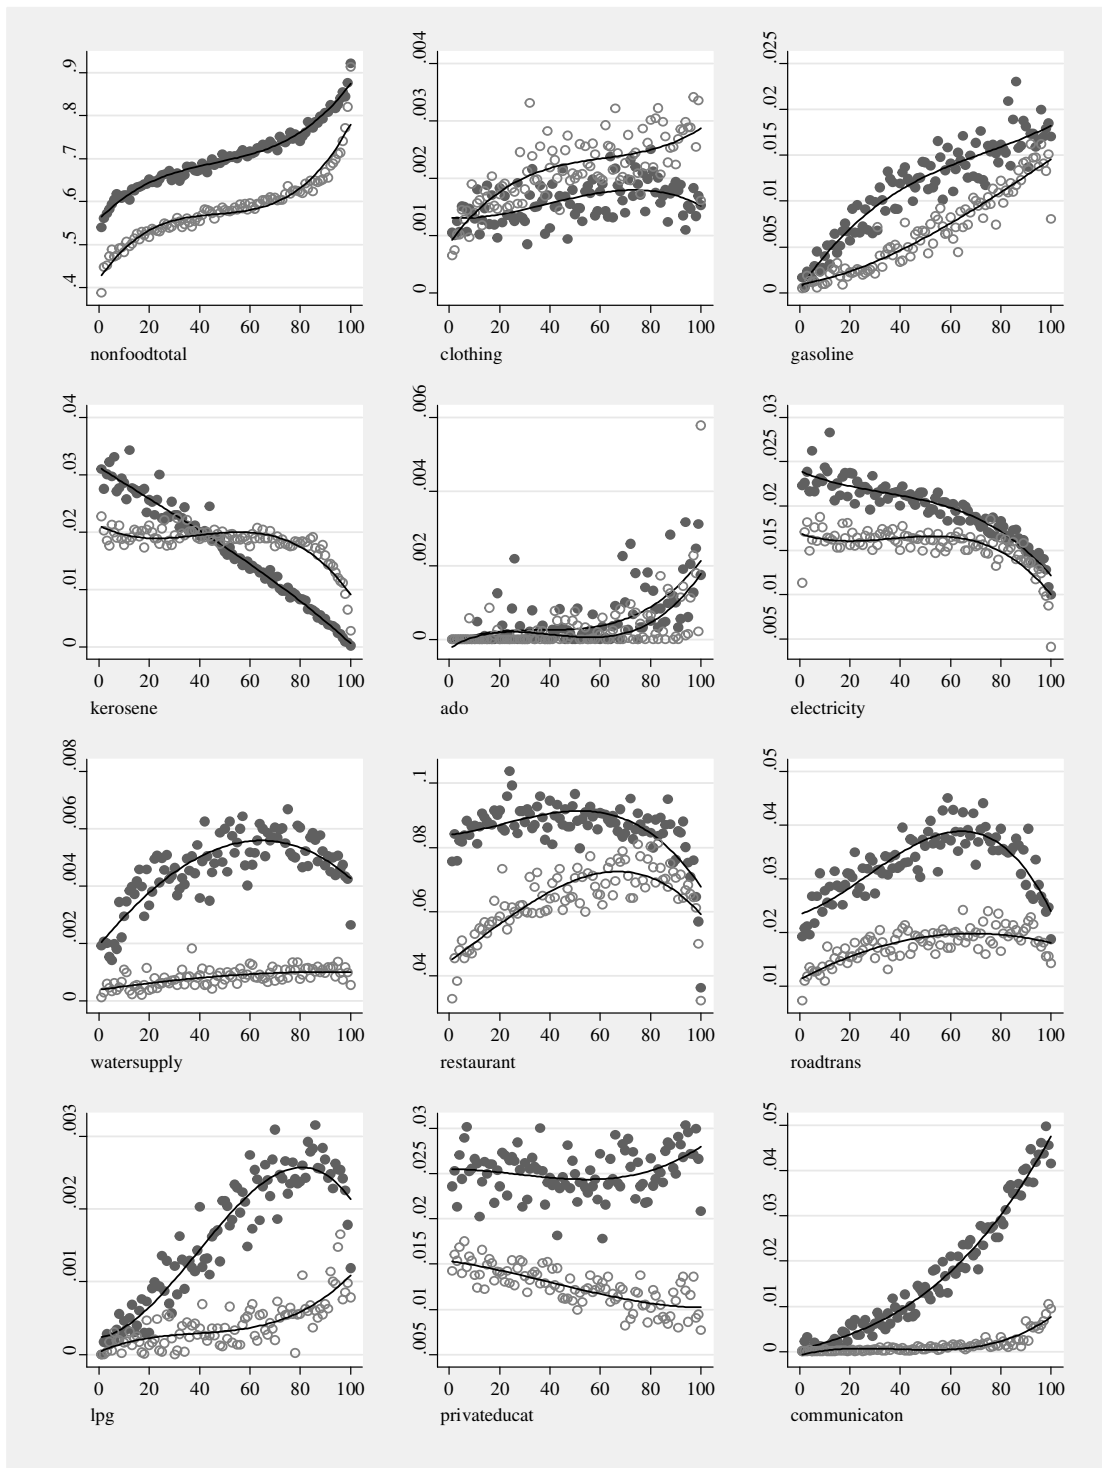 .4 .5 .6 .7 .8 .9
0 20 40 60 80 100
nonfoodtotal
0 .001 .002 .003 .004
0 20 40 60 80 100
clothing
0 .005 .01 .015 .02 .025
0 20 40 60 80 100
gasoline
0 .01 .02 .03 .04
0 20 40 60 80 100
kerosene
0 .002 .004 .006
0 20 40 60 80 100
ado
.005 .01 .015 .02 .025 .03
0 20 40 60 80 100
electricity
0 .002 .004 .006 .008
0 20 40 60 80 100
watersupply
.04 .06 .08 .1
0 20 40 60 80 100
restaurant
.01 .02 .03 .04 .05
0 20 40 60 80 100
roadtrans
0 .001 .002 .003
0 20 40 60 80 100
lpg
.005 .01 .015 .02 .025 .03
0 20 40 60 80 100
privateducat
0 .01 .02 .03 .04 .05
0 20 40 60 80 100
communicaton